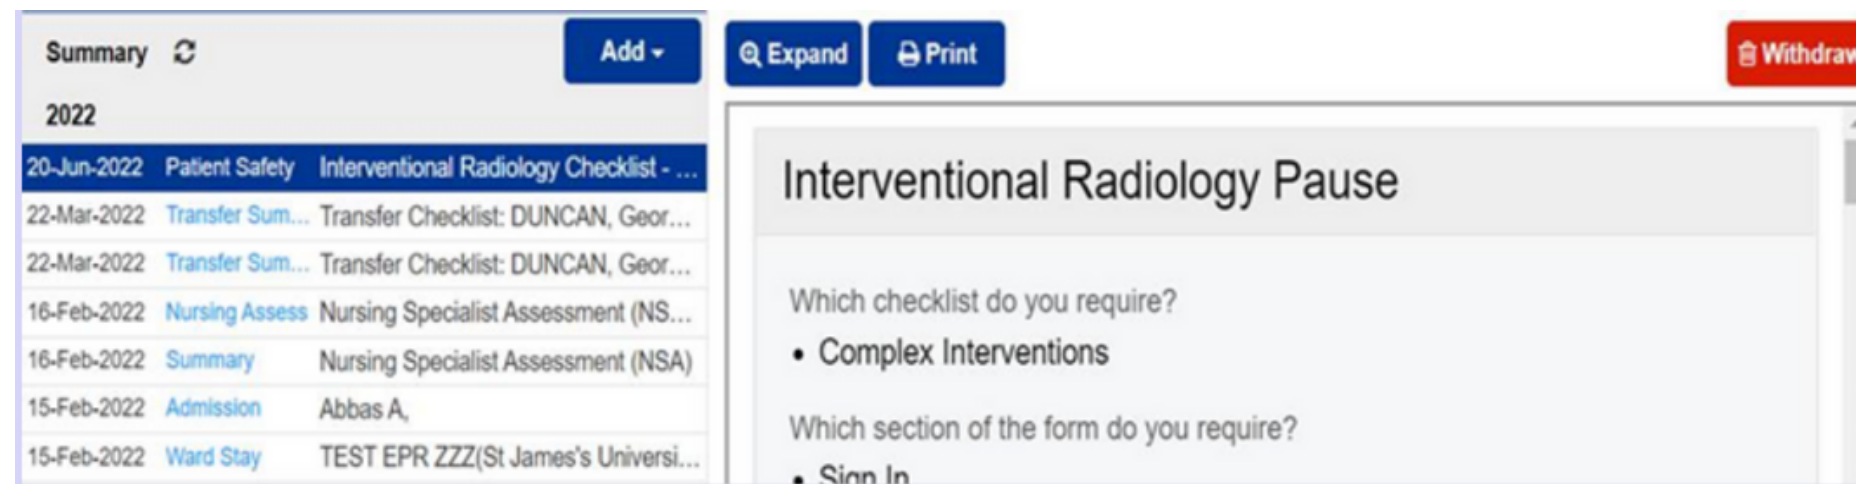 Summary
Add
2022
20-Jun-2022 Patient Safety Interventional Radiology Checklist - ...
22-Mar-2022 Transfer Sum... Transfer Checklist: DUNCAN, Geor...
22-Mar-2022 Transfer Sum... Transfer Checklist: DUNCAN, Geor...
16-Feb-2022 Nursing Assess Nursing Specialist Assessment (NS...
16-Feb-2022 Summary Nursing Specialist Assessment (NSA)
15-Feb-2022 Admission Abbas A,
15-Feb-2022 Ward Stay TEST EPR ZZZ(St James's Universi...
Expand Print Withdraw
Interventional Radiology Pause
Which checklist do you require?
• Complex Interventions
Which section of the form do you require?
• Sign In